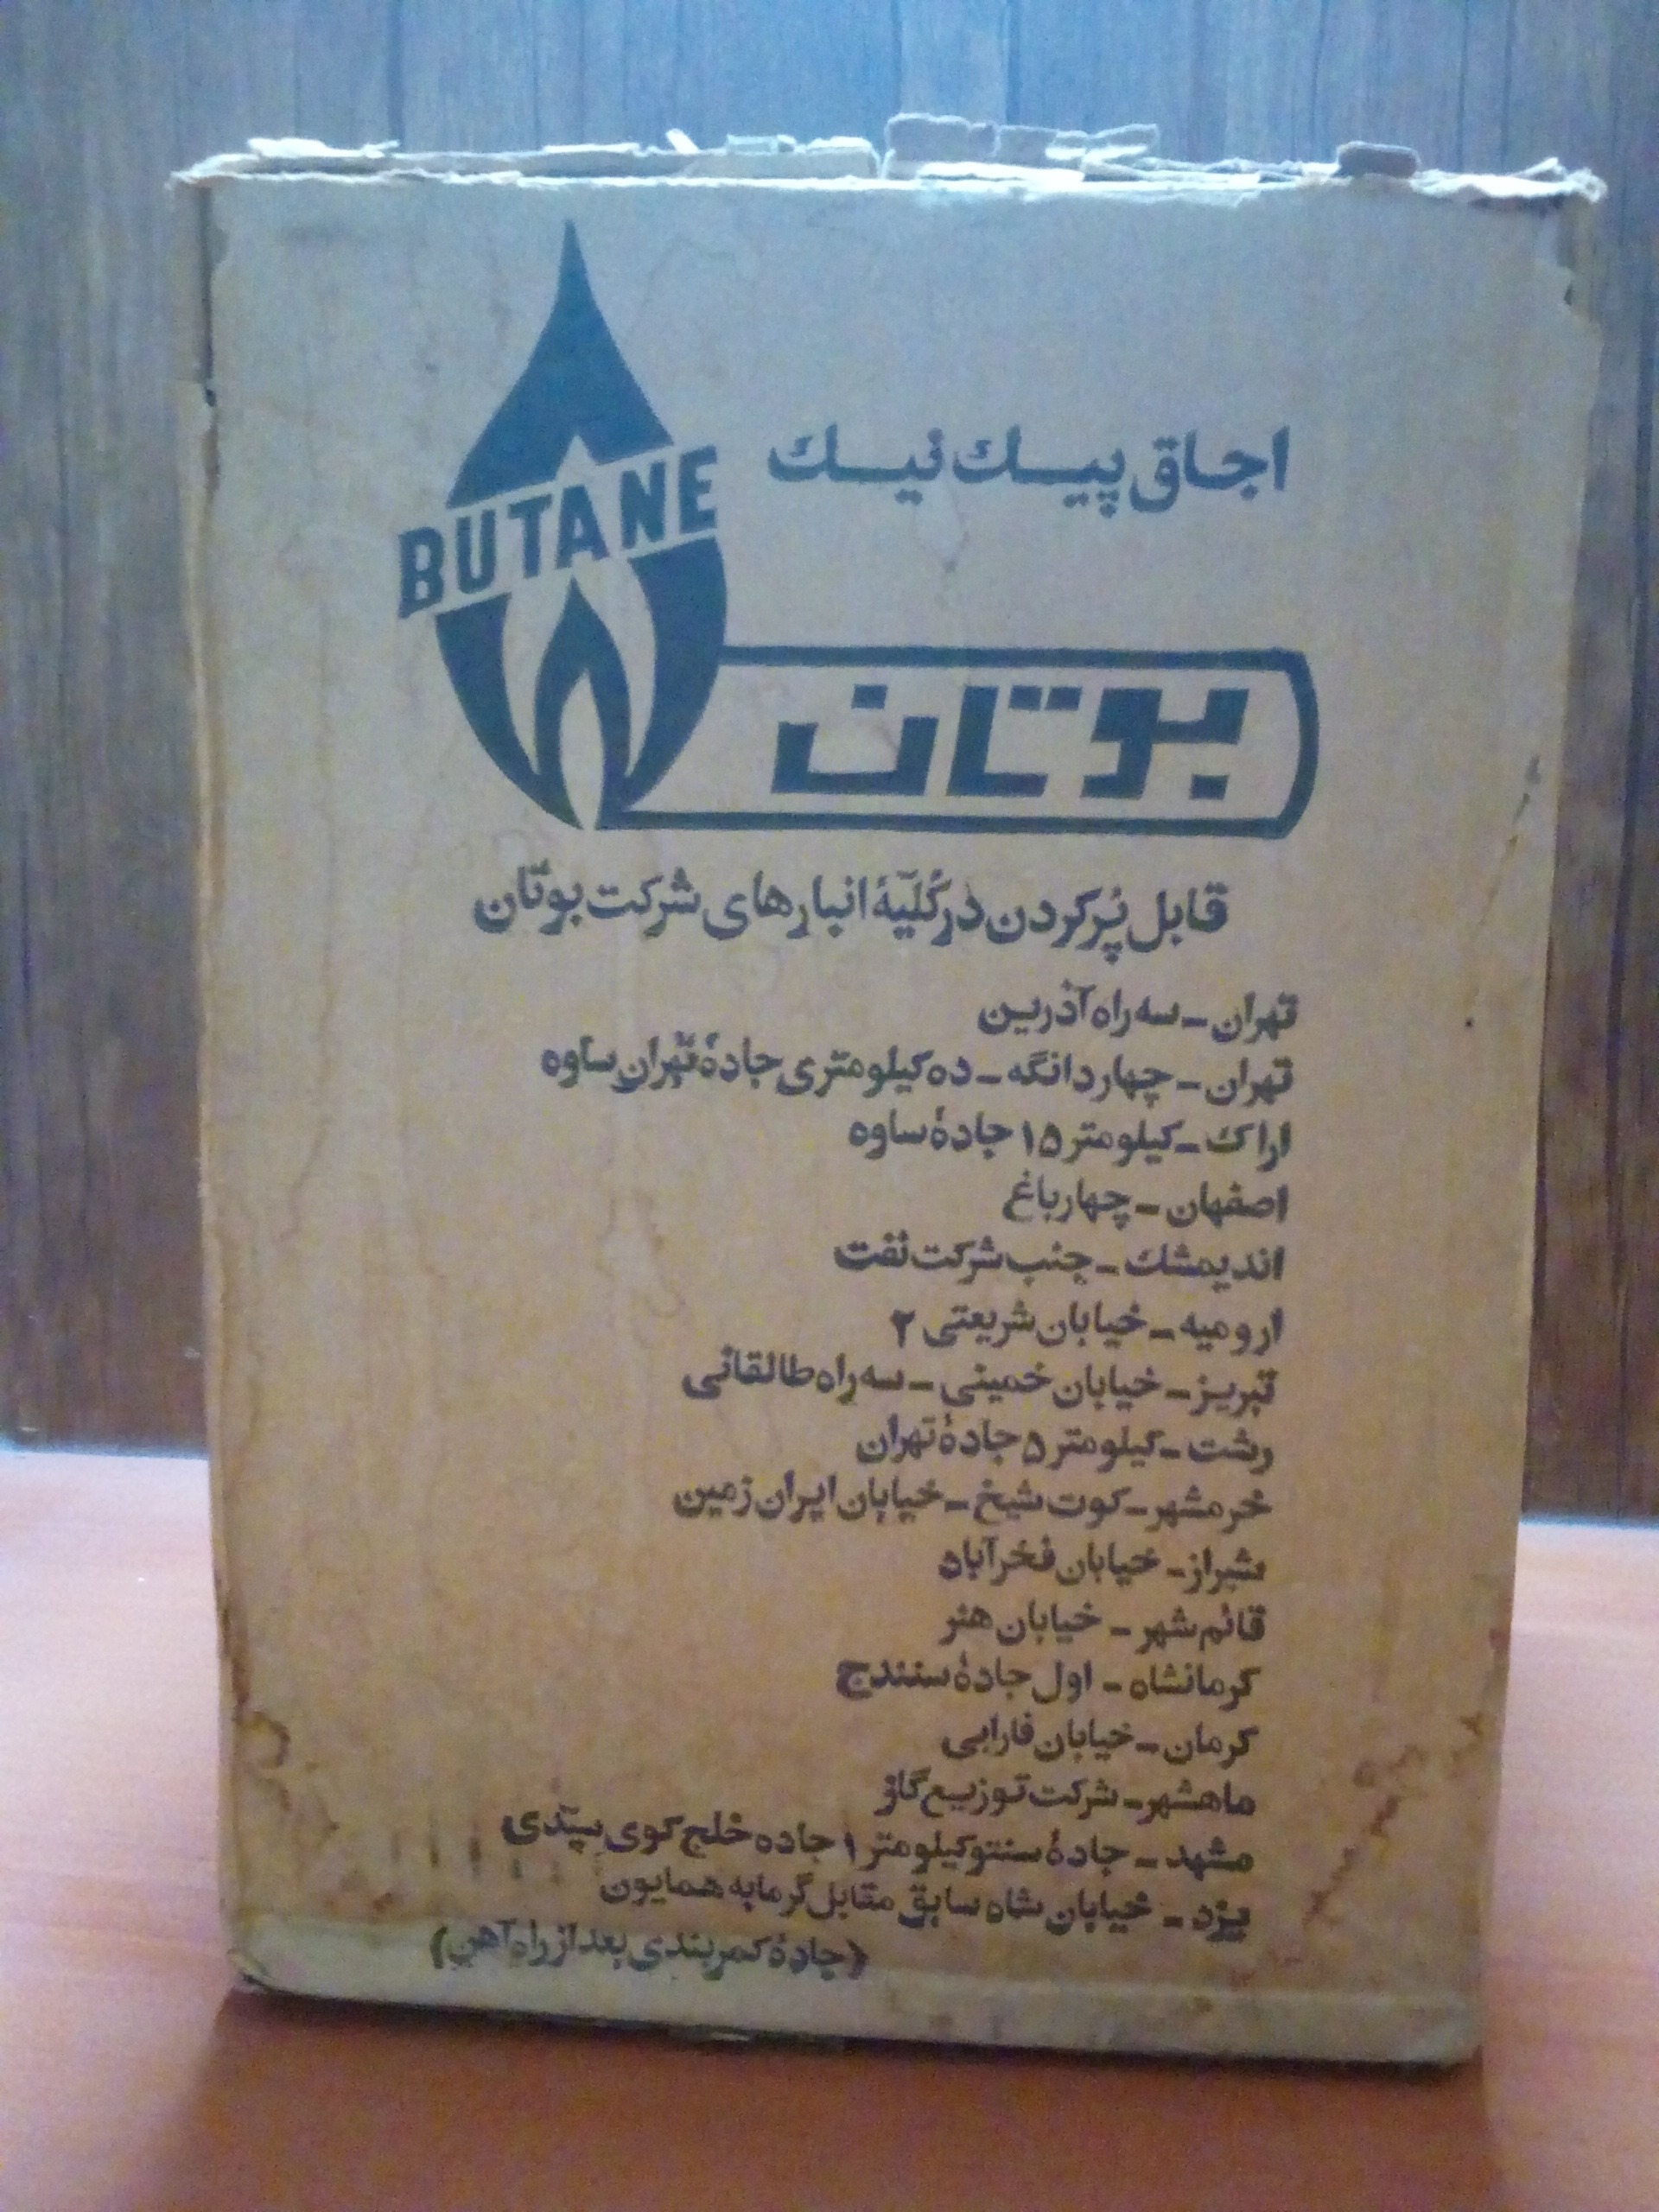 اجاق پیک نیک
BUTANE
بوتان
قابل پُر کردن در کُلیّهٔ انبارهای شرکت بوتان
تهران - سه راه آذرین
تهران - چهاردانگه - ده کیلومتری جادهٔ تهران ساوه
اراک - کیلومتر ۱۵ جادهٔ ساوه
اصفهان - چهارباغ
اندیمشک - جنب شرکت نفت
ارومیه - خیابان شریعتی ۲
تبریز - خیابان خمینی - سه راه طالقانی
رشت - کیلومتر ۵ جادهٔ تهران
خرمشهر - کوت شیخ - خیابان ایران زمین
شیراز - خیابان فخرآباد
قائم شهر - خیابان هنر
کرمانشاه - اول جادهٔ سنندج
کرمان - خیابان فارابی
ماهشهر - شرکت توزیع گاز
مشهد - جادهٔ سنتو کیلومتر ۱ جاده خلج کوی سیّدی
یزد - خیابان شاه سابق مقابل گرمابه همایون
(جادهٔ کمربندی بعد از راه آهن)